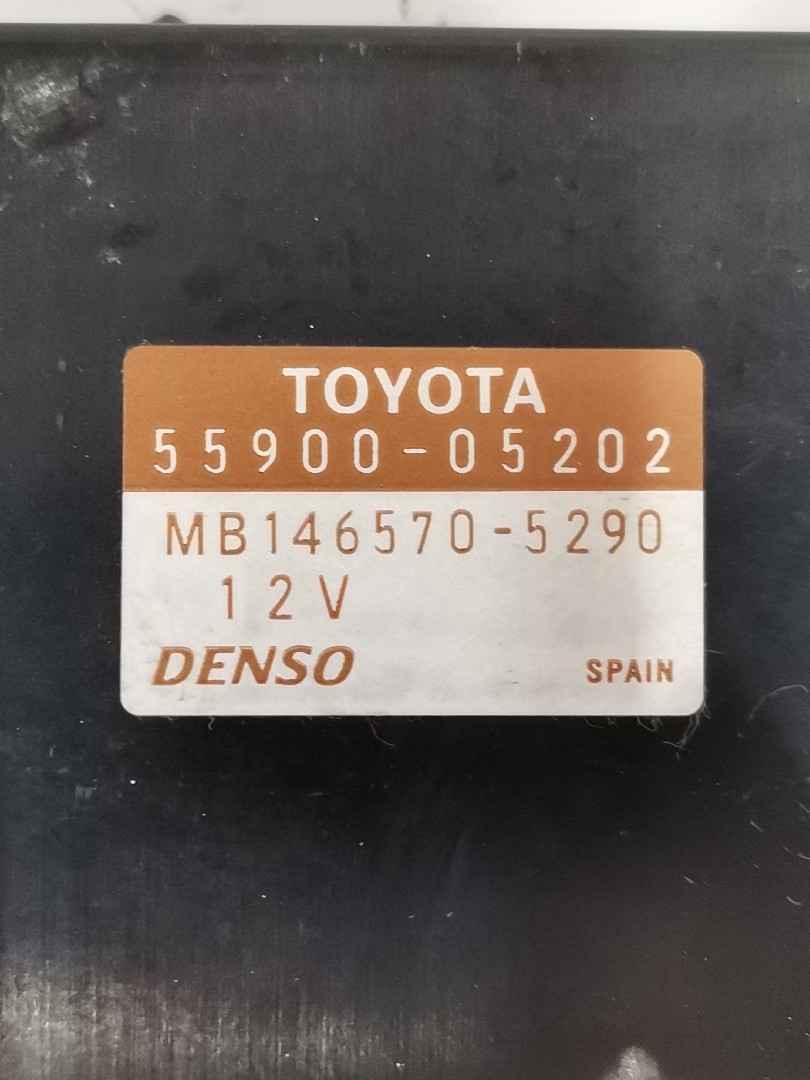 TOYOTA
55900-05202
MB146570-5290
12V
DENSO
SPAIN